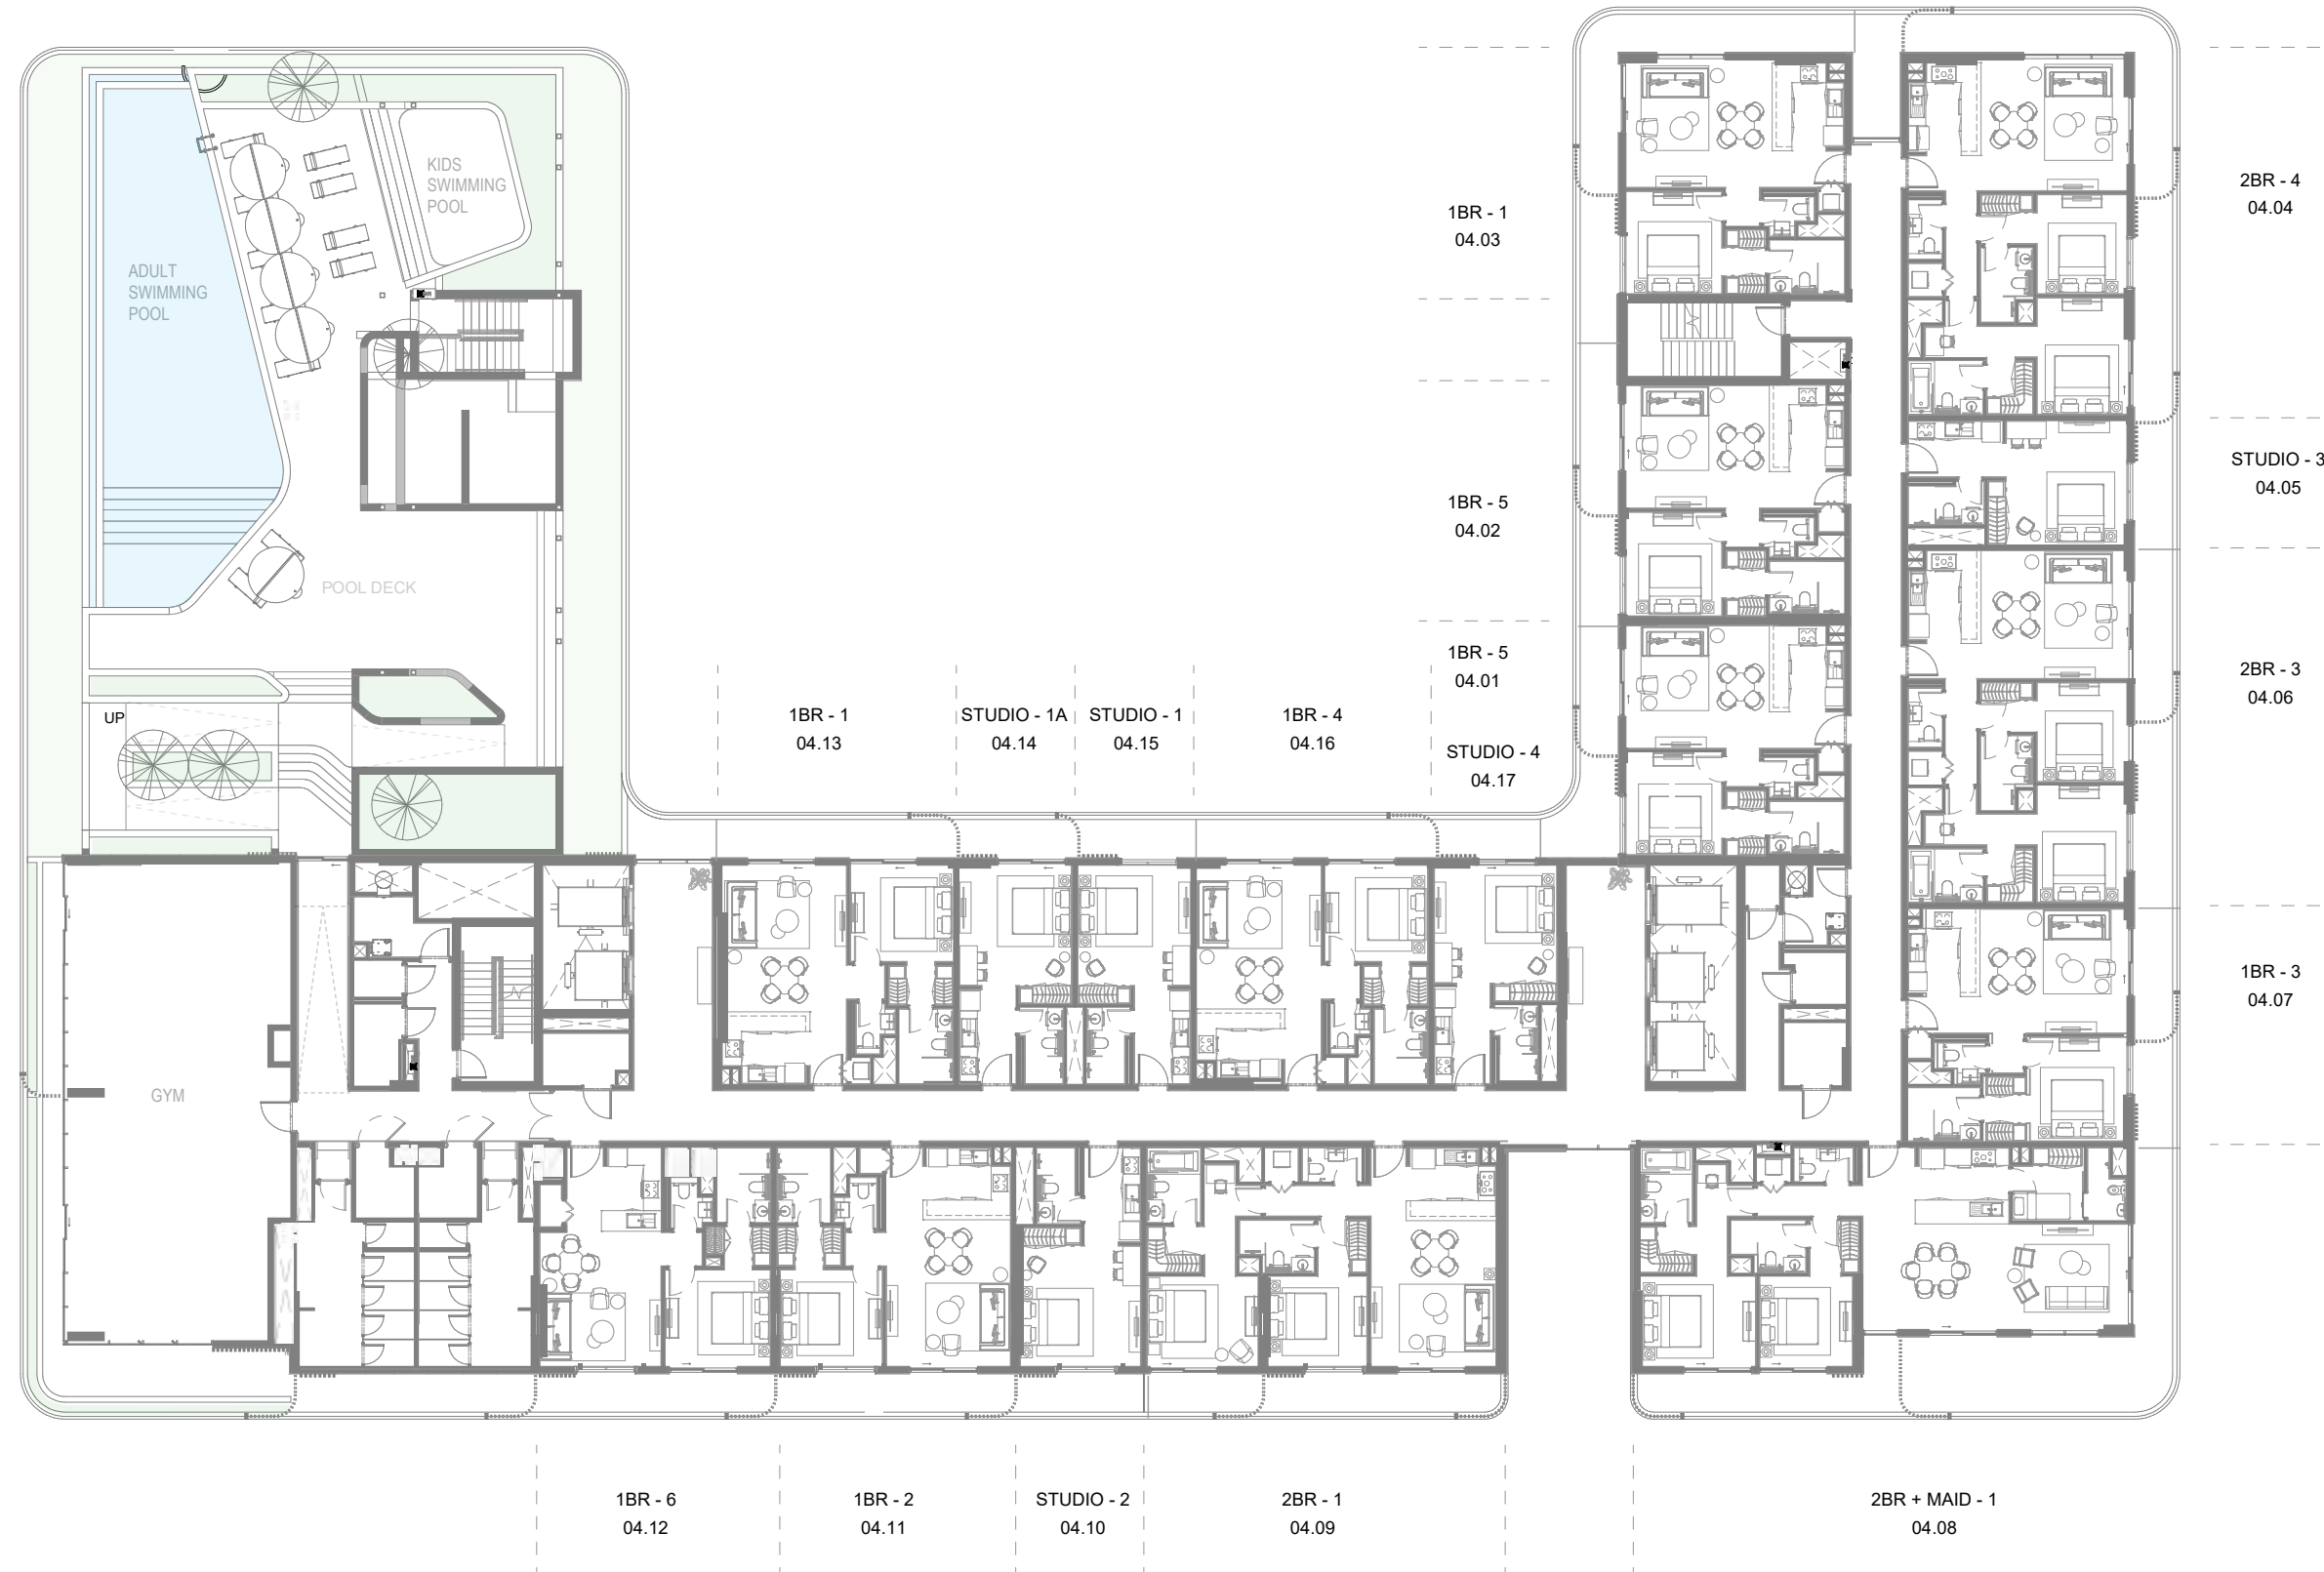 KIDS
SWIMMING
POOL
ADULT
SWIMMING
POOL
POOL DECK
UP
GYM
1BR - 1
04.03
1BR - 5
04.02
1BR - 5
04.01
STUDIO - 4
04.17
1BR - 1
04.13
STUDIO - 1A
04.14
STUDIO - 1
04.15
1BR - 4
04.16
2BR - 4
04.04
STUDIO - 3
04.05
2BR - 3
04.06
1BR - 3
04.07
1BR - 6
04.12
1BR - 2
04.11
STUDIO - 2
04.10
2BR - 1
04.09
2BR + MAID - 1
04.08